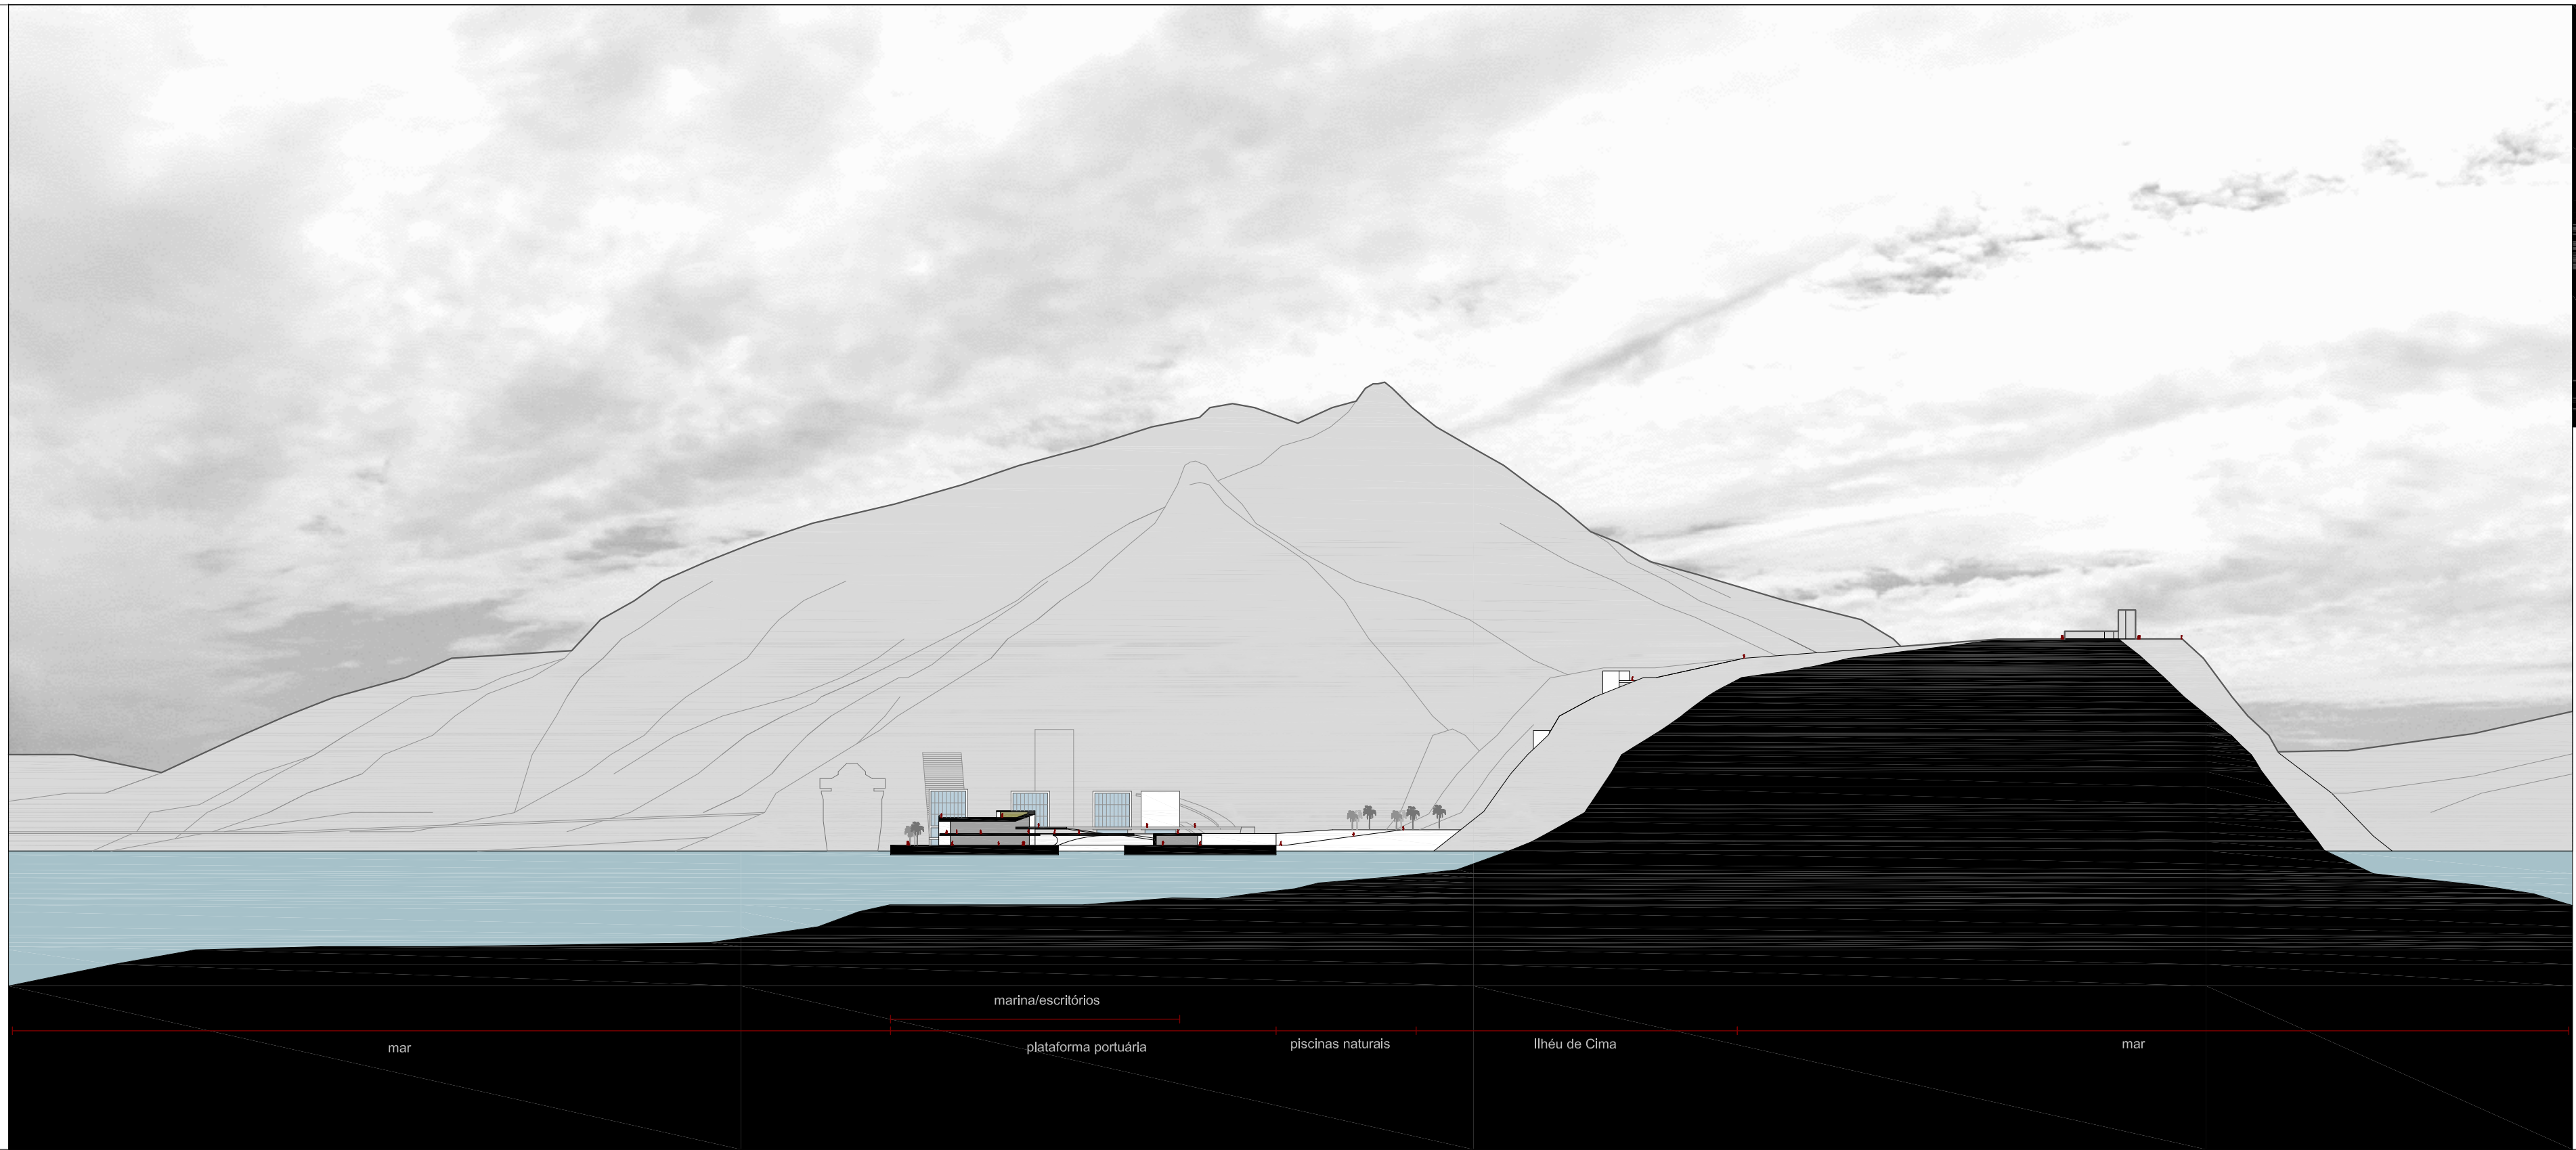 marina/escritórios
mar
plataforma portuária
piscinas naturais
Ilhéu de CIma
mar